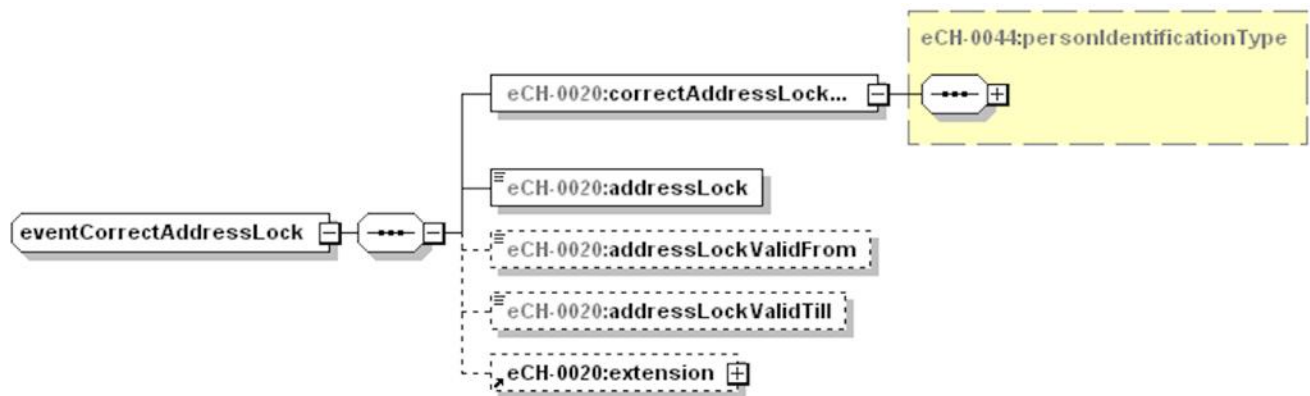 eCH-0044:personIdentificationType
eCH-0020:correctAddressLock...
eCH-0020:addressLock
eventCorrectAddressLock
eCH-0020:addressLockValidFrom
eCH-0020:addressLockValidTill
eCH-0020:extension